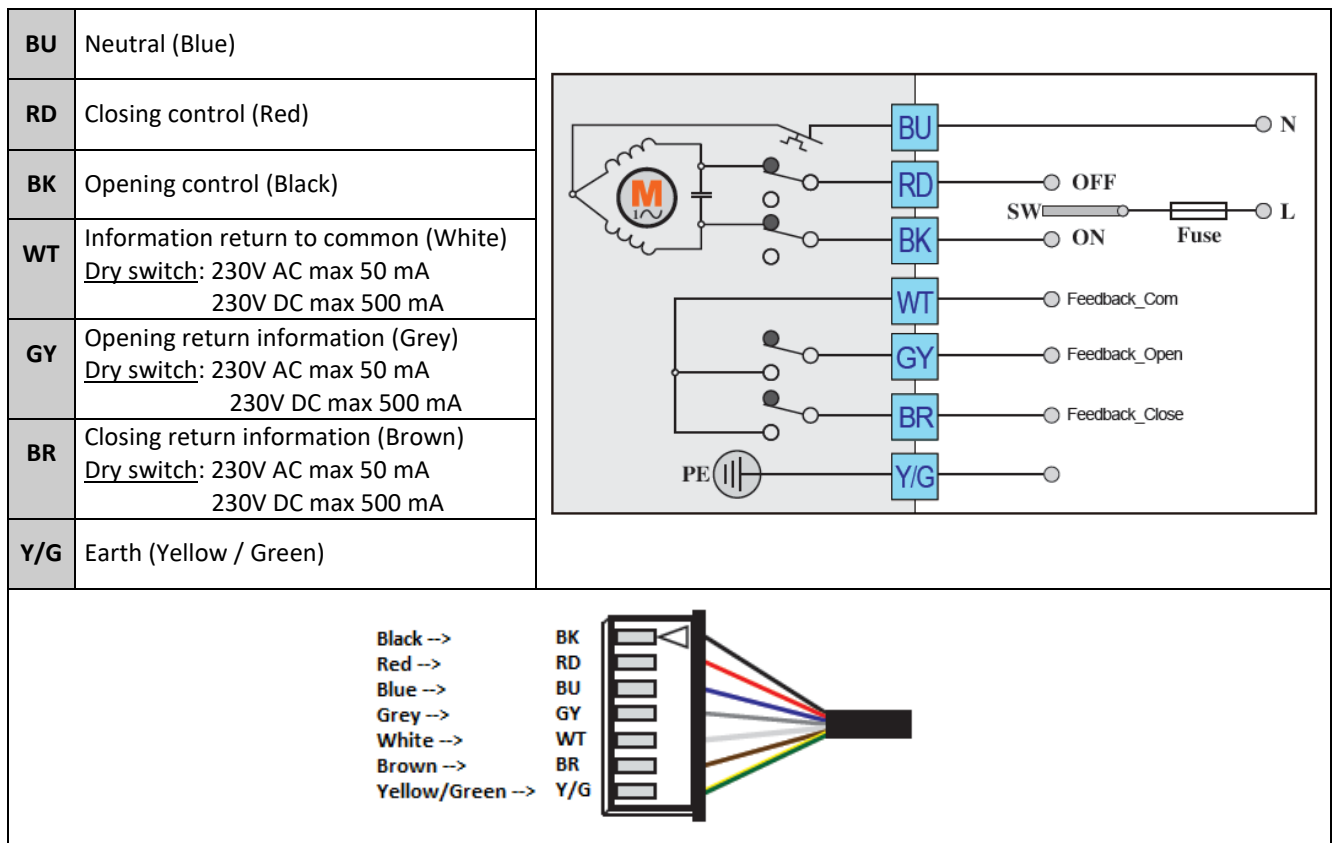 BU Neutral (Blue)
RD Closing control (Red)
BK Opening control (Black)
WT Information return to common (White)
Dry switch: 230V AC max 50 mA
230V DC max 500 mA
GY Opening return information (Grey)
Dry switch: 230V AC max 50 mA
230V DC max 500 mA
BR Closing return information (Brown)
Dry switch: 230V AC max 50 mA
230V DC max 500 mA
Y/G Earth (Yellow / Green)
BU N
M
1
RD OFF
SW L
BK ON Fuse
WT Feedback_Com
GY Feedback_Open
BR Feedback_Close
PE Y/G
Black --> BK
Red --> RD
Blue --> BU
Grey --> GY
White --> WT
Brown --> BR
Yellow/Green --> Y/G